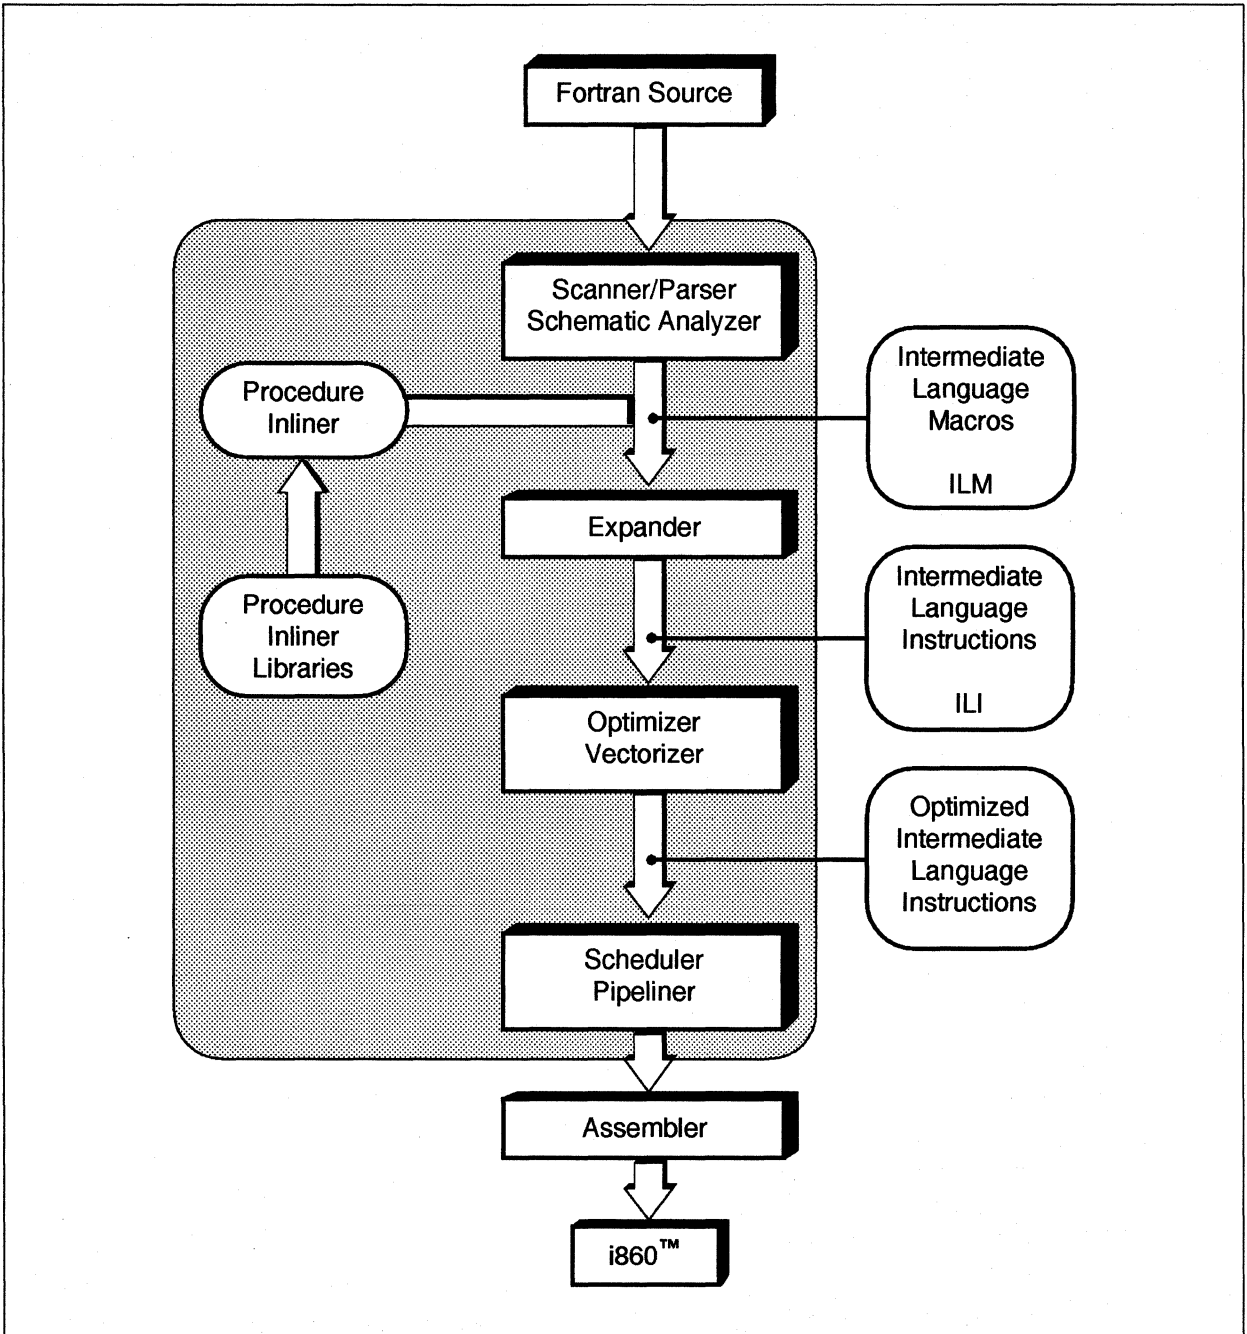 Fortran Source
Scanner/Parser
Schematic Analyzer
Intermediate
Language
Macros
ILM
Procedure
Inliner
Expander
Intermediate
Language
Instructions
ILI
Procedure
Inliner
Libraries
Optimizer
Vectorizer
Optimized
Intermediate
Language
Instructions
Scheduler
Pipeliner
Assembler
i860™